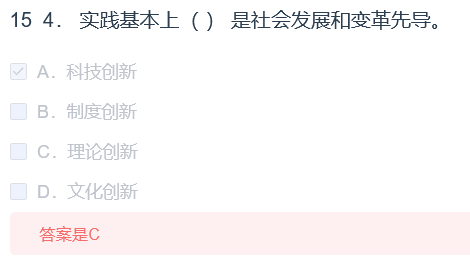 15 4． 实践基本上（ ） 是社会发展和变革先导。
A．科技创新
B．制度创新
C．理论创新
D．文化创新
答案是C